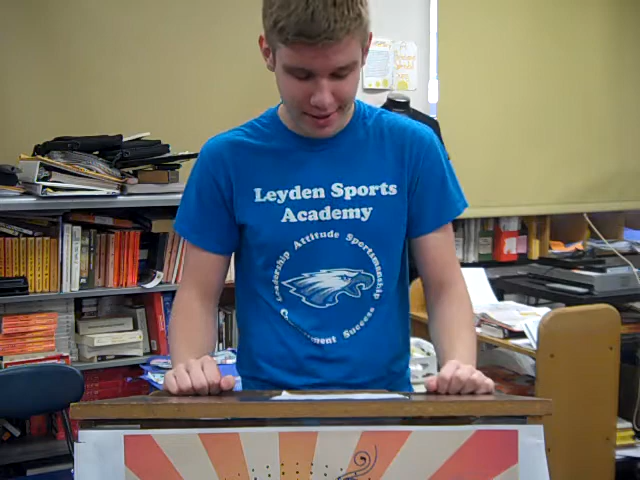 Leyden Sports
Academy
Leadership Attitude Sportsmanship
Commitment Success